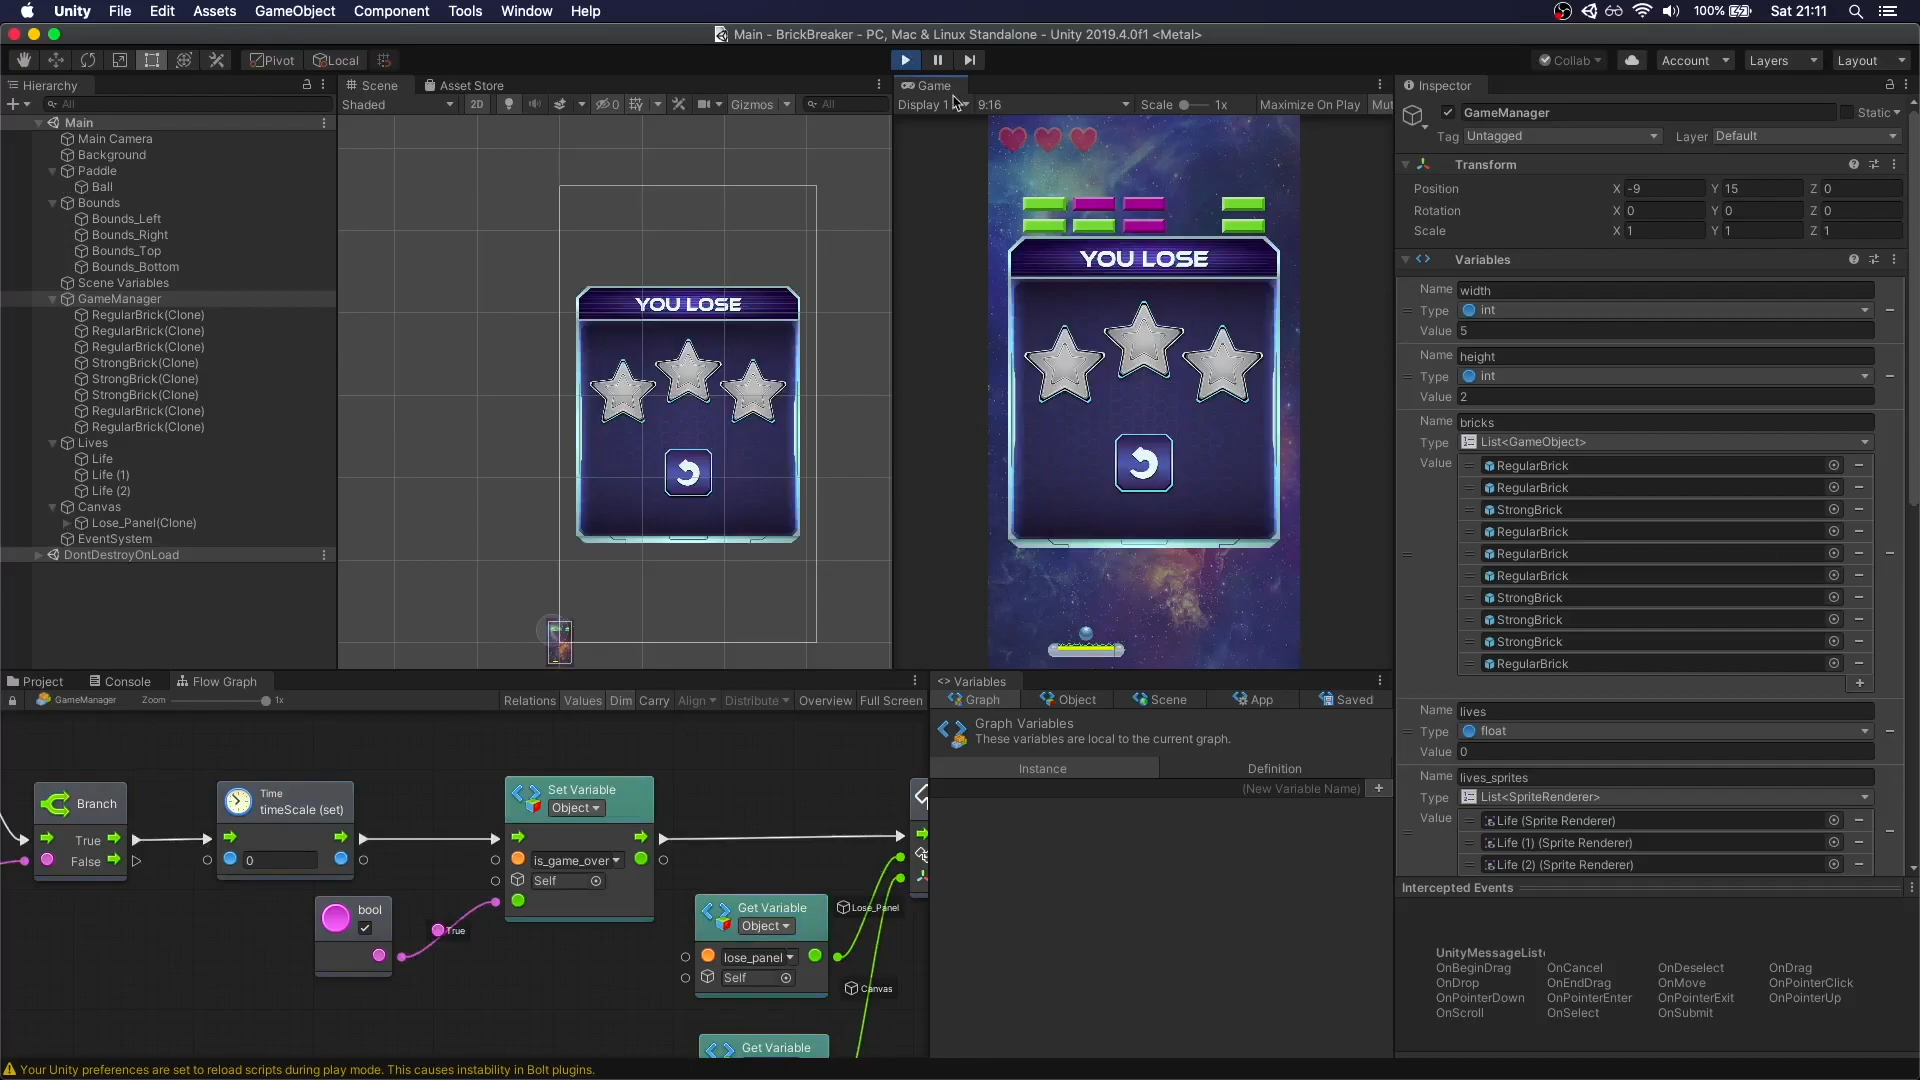 Unity File Edit Assets GameObject Component Tools Window Help
100% Sat 21:11
Main - BrickBreaker - PC, Mac & Linux Standalone - Unity 2019.4.0f1 <Metal>
Pivot Local
Collab Account Layers Layout
Hierarchy
All
Main
Main Camera
Background
Paddle
Ball
Bounds
Bounds_Left
Bounds_Right
Bounds_Top
Bounds_Bottom
Scene Variables
GameManager
RegularBrick(Clone)
RegularBrick(Clone)
RegularBrick(Clone)
StrongBrick(Clone)
StrongBrick(Clone)
StrongBrick(Clone)
RegularBrick(Clone)
RegularBrick(Clone)
Lives
Life
Life (1)
Life (2)
Canvas
Lose_Panel(Clone)
EventSystem
DontDestroyOnLoad
Scene Asset Store
Shaded 2D 0 Gizmos All
YOU LOSE
Game
Display 1 9:16 Scale 1x Maximize On Play Mut
YOU LOSE
Inspector
GameManager Static
Tag Untagged Layer Default
Transform
Position X -9 Y 15 Z 0
Rotation X 0 Y 0 Z 0
Scale X 1 Y 1 Z 1
Variables
Name width
Type int
Value 5
Name height
Type int
Value 2
Name bricks
Type List<GameObject>
Value RegularBrick
RegularBrick
StrongBrick
RegularBrick
RegularBrick
RegularBrick
StrongBrick
StrongBrick
StrongBrick
RegularBrick
Name lives
Type float
Value 0
Name lives_sprites
Type List<SpriteRenderer>
Value Life (Sprite Renderer)
Life (1) (Sprite Renderer)
Life (2) (Sprite Renderer)
Intercepted Events
UnityMessageListe
OnBeginDrag OnCancel OnDeselect OnDrag
OnDrop OnEndDrag OnMove OnPointerClick
OnPointerDown OnPointerEnter OnPointerExit OnPointerUp
OnScroll OnSelect OnSubmit
Project Console Flow Graph
GameManager Zoom 1x Relations Values Dim Carry Align Distribute Overview Full Screen
Branch
True
False
Time
timeScale (set)
0
bool
True
Set Variable
Object
is_game_over
Self
Get Variable
Object
lose_panel
Self
Lose_Panel
Canvas
Get Variable
Variables
Graph Object Scene App Saved
Graph Variables
These variables are local to the current graph.
Instance Definition
(New Variable Name)
Your Unity preferences are set to reload scripts during play mode. This causes instability in Bolt plugins.